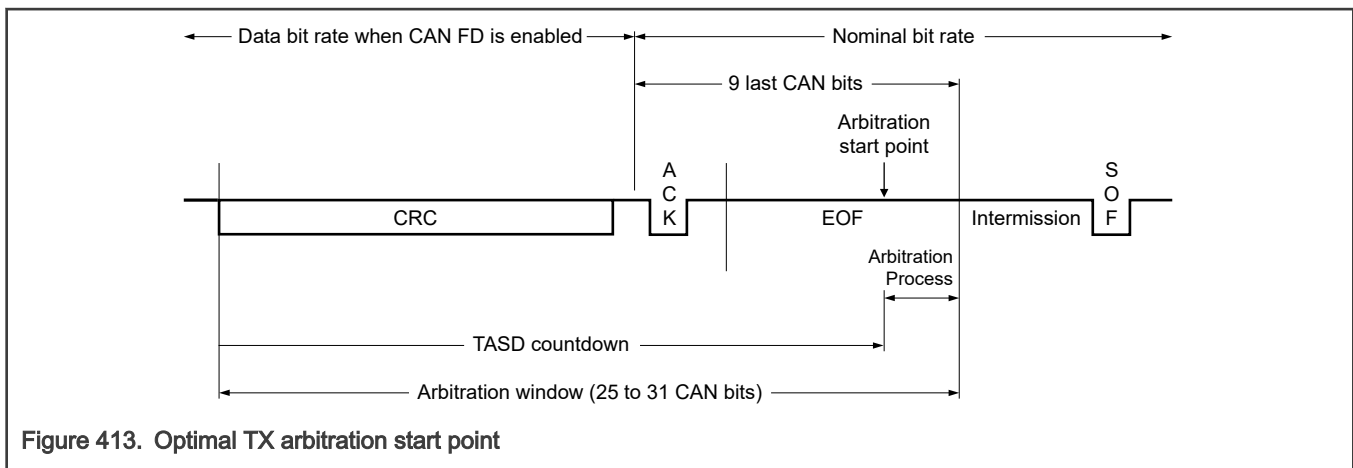 Data bit rate when CAN FD is enabled
Nominal bit rate
9 last CAN bits
Arbitration
start point
A
C
K
S
O
F
CRC
EOF
Intermission
Arbitration
Process
TASD countdown
Arbitration window (25 to 31 CAN bits)
Figure 413. Optimal TX arbitration start point